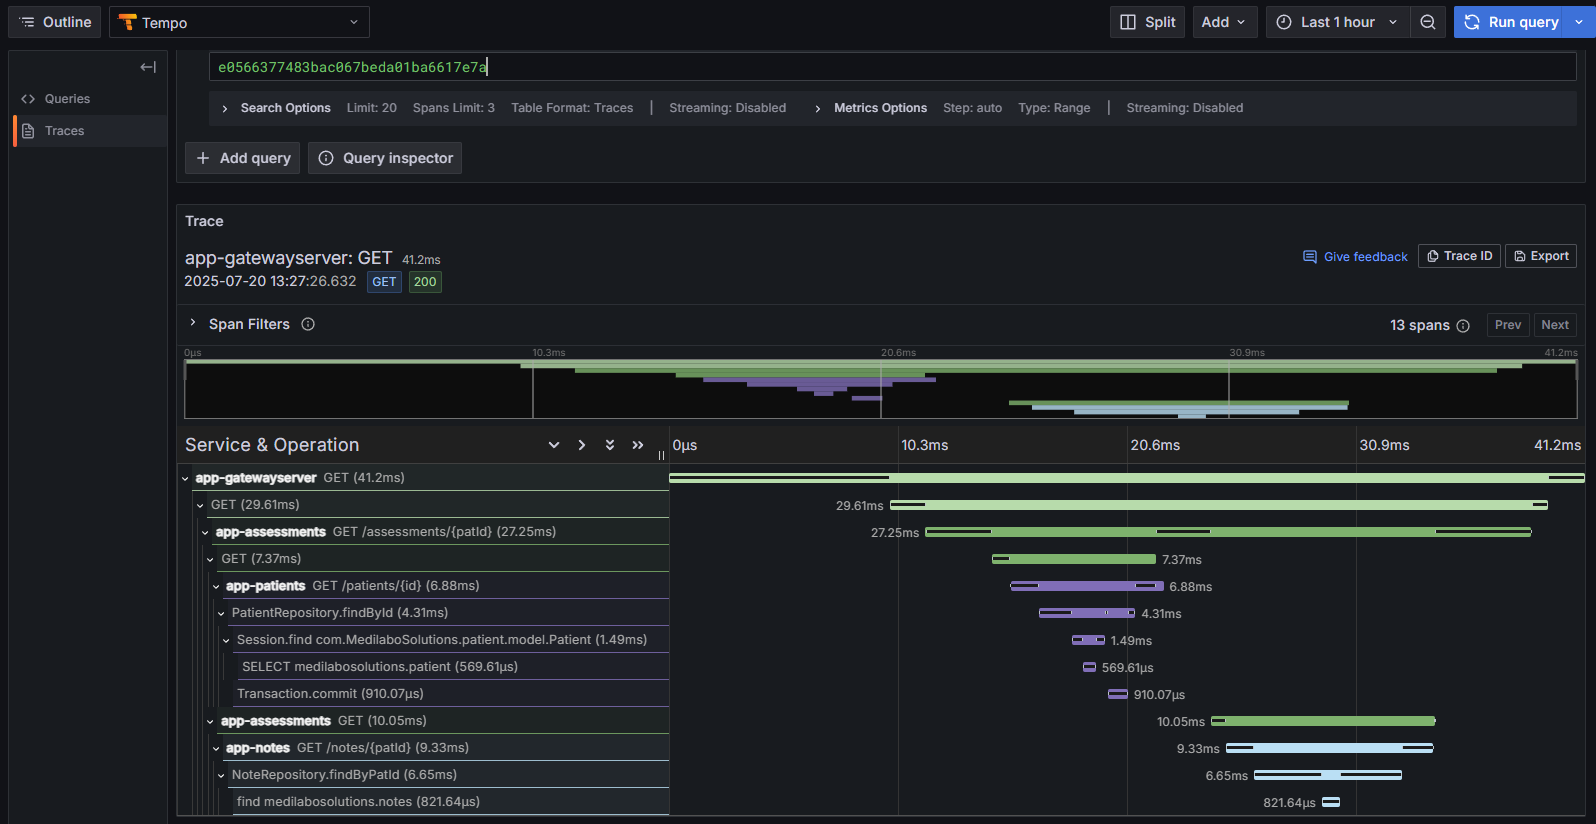 Outline
Tempo
Split
Add
Last 1 hour
Run query
Queries
Traces
e0566377483bac067beda01ba6617e7a
Search Options Limit: 20 Spans Limit: 3 Table Format: Traces | Streaming: Disabled
Metrics Options Step: auto Type: Range | Streaming: Disabled
+ Add query
Query inspector
Trace
app-gatewayserver: GET 41.2ms
2025-07-20 13:27:26.632 GET 200
Give feedback
Trace ID
Export
Span Filters
13 spans
Prev
Next
0µs 10.3ms 20.6ms 30.9ms 41.2ms
Service & Operation
0µs 10.3ms 20.6ms 30.9ms 41.2ms
app-gatewayserver GET (41.2ms)
GET (29.61ms) 29.61ms
app-assessments GET /assessments/{patId} (27.25ms) 27.25ms
GET (7.37ms) 7.37ms
app-patients GET /patients/{id} (6.88ms) 6.88ms
PatientRepository.findById (4.31ms) 4.31ms
Session.find com.MedilaboSolutions.patient.model.Patient (1.49ms) 1.49ms
SELECT medilabosolutions.patient (569.61µs) 569.61µs
Transaction.commit (910.07µs) 910.07µs
app-assessments GET (10.05ms) 10.05ms
app-notes GET /notes/{patId} (9.33ms) 9.33ms
NoteRepository.findByPatId (6.65ms) 6.65ms
find medilabosolutions.notes (821.64µs) 821.64µs